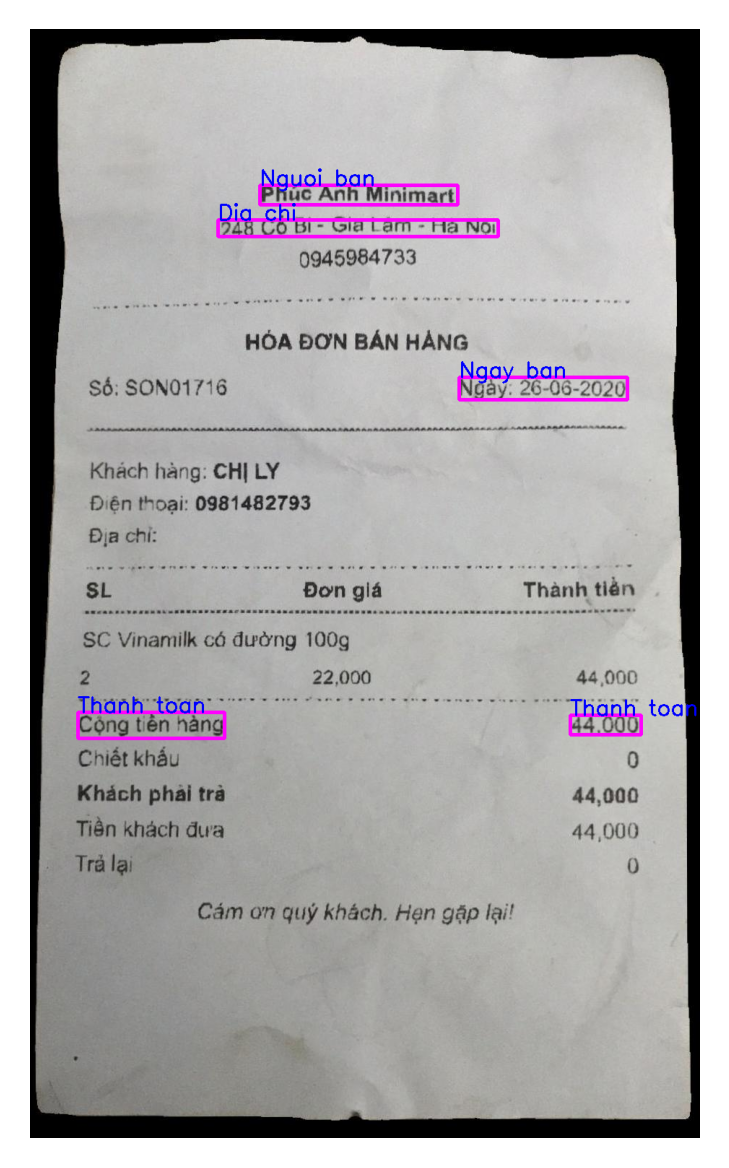 Nguoi ban
Phúc Anh Minimart
Dia chi
248 Cổ Bi - Gia Lâm - Hà Nội
0945984733
HÓA ĐƠN BÁN HÀNG
Ngay ban
Số: SON01716 Ngày: 26-06-2020
Khách hàng: CHỊ LY
Điện thoại: 0981482793
Địa chỉ:
SL Đơn giá Thành tiền
SC Vinamilk có đường 100g
2 22,000 44,000
Thanh toan Thanh toan
Cộng tiền hàng 44.000
Chiết khấu 0
Khách phải trả 44,000
Tiền khách đưa 44,000
Trả lại 0
Cám ơn quý khách. Hẹn gặp lại!